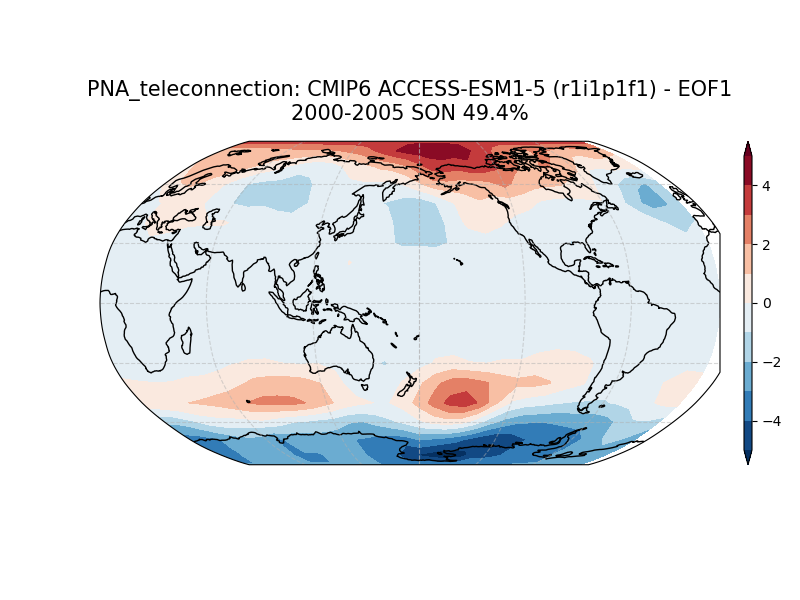 PNA_teleconnection: CMIP6 ACCESS-ESM1-5 (r1i1p1f1) - EOF1
2000-2005 SON 49.4%
4
2
0
−2
−4